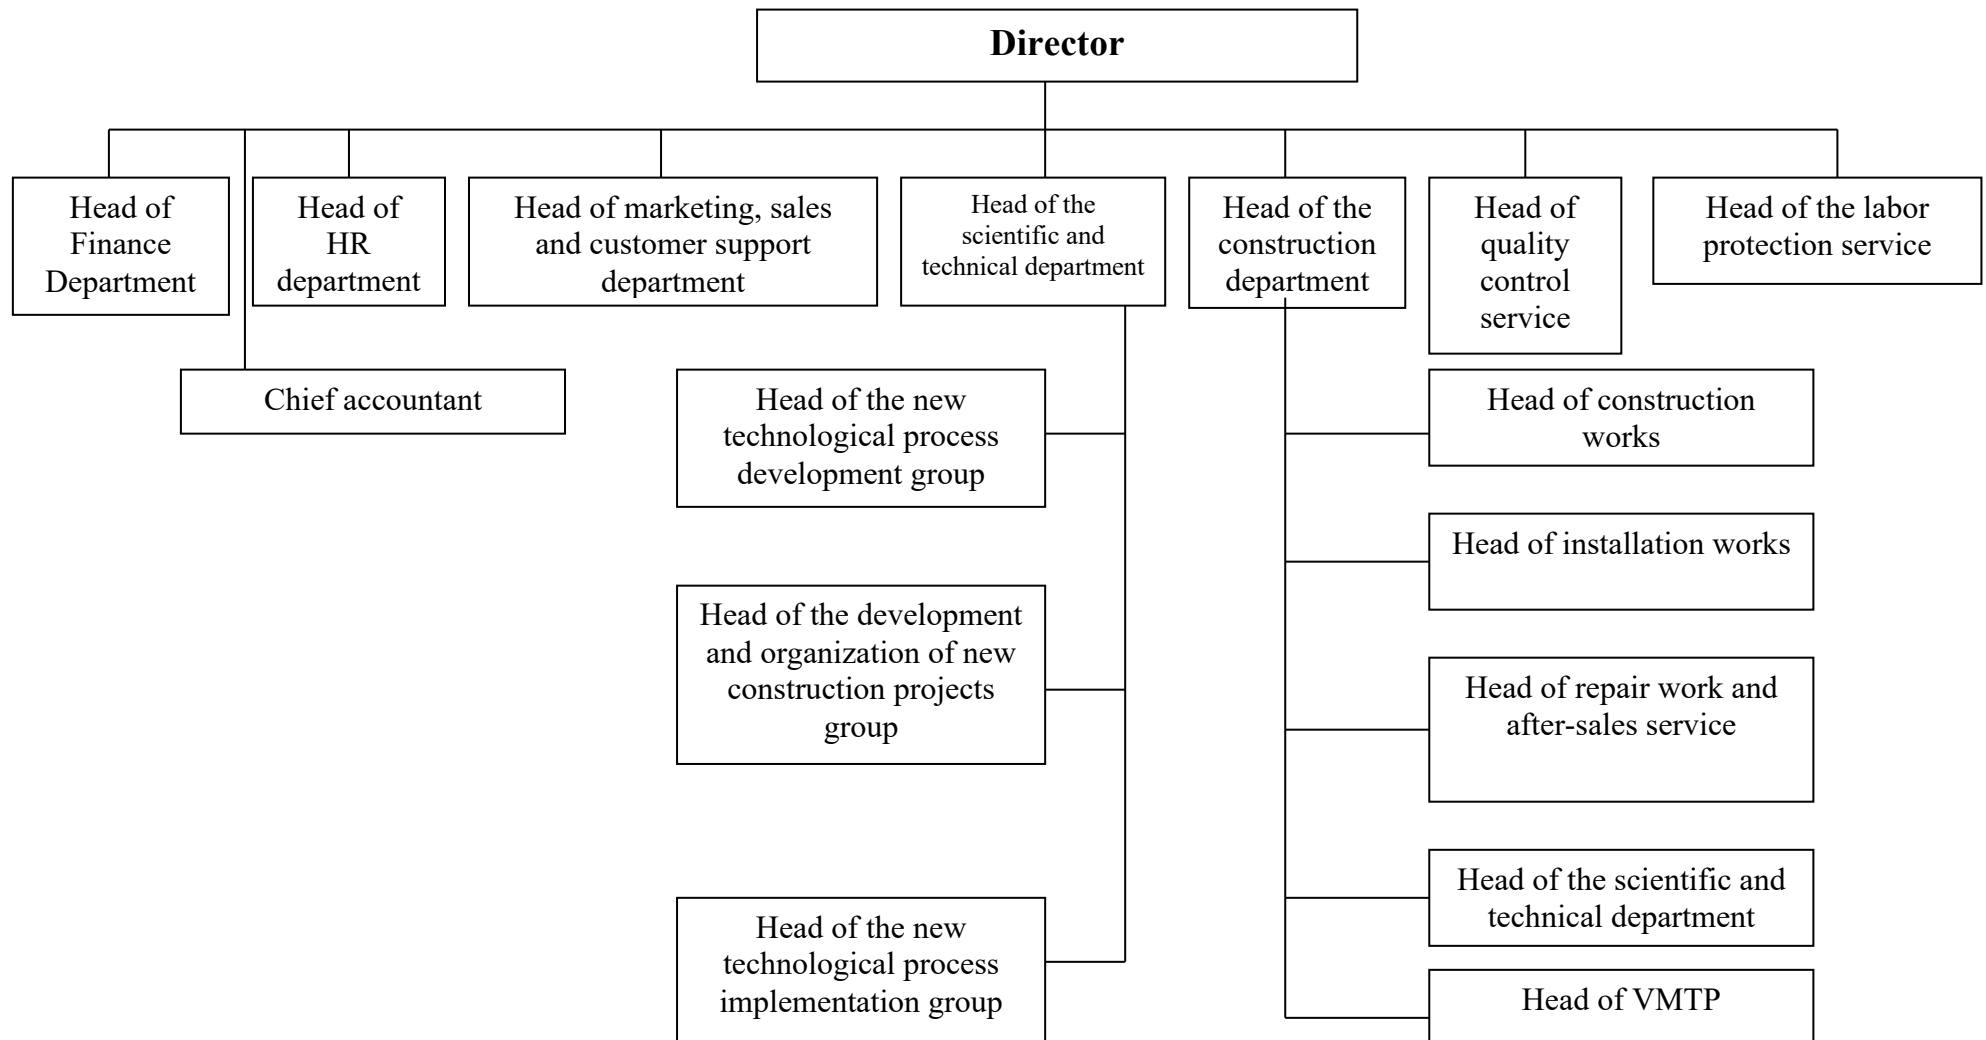 Director
Head of
Finance
Department
Head of
HR
department
Head of marketing, sales
and customer support
department
Head of the
scientific and
technical department
Head of the
construction
department
Head of
quality
control
service
Head of the labor
protection service
Chief accountant
Head of the new
technological process
development group
Head of the development
and organization of new
construction projects
group
Head of the new
technological process
implementation group
Head of construction
works
Head of installation works
Head of repair work and
after-sales service
Head of the scientific and
technical department
Head of VMTP